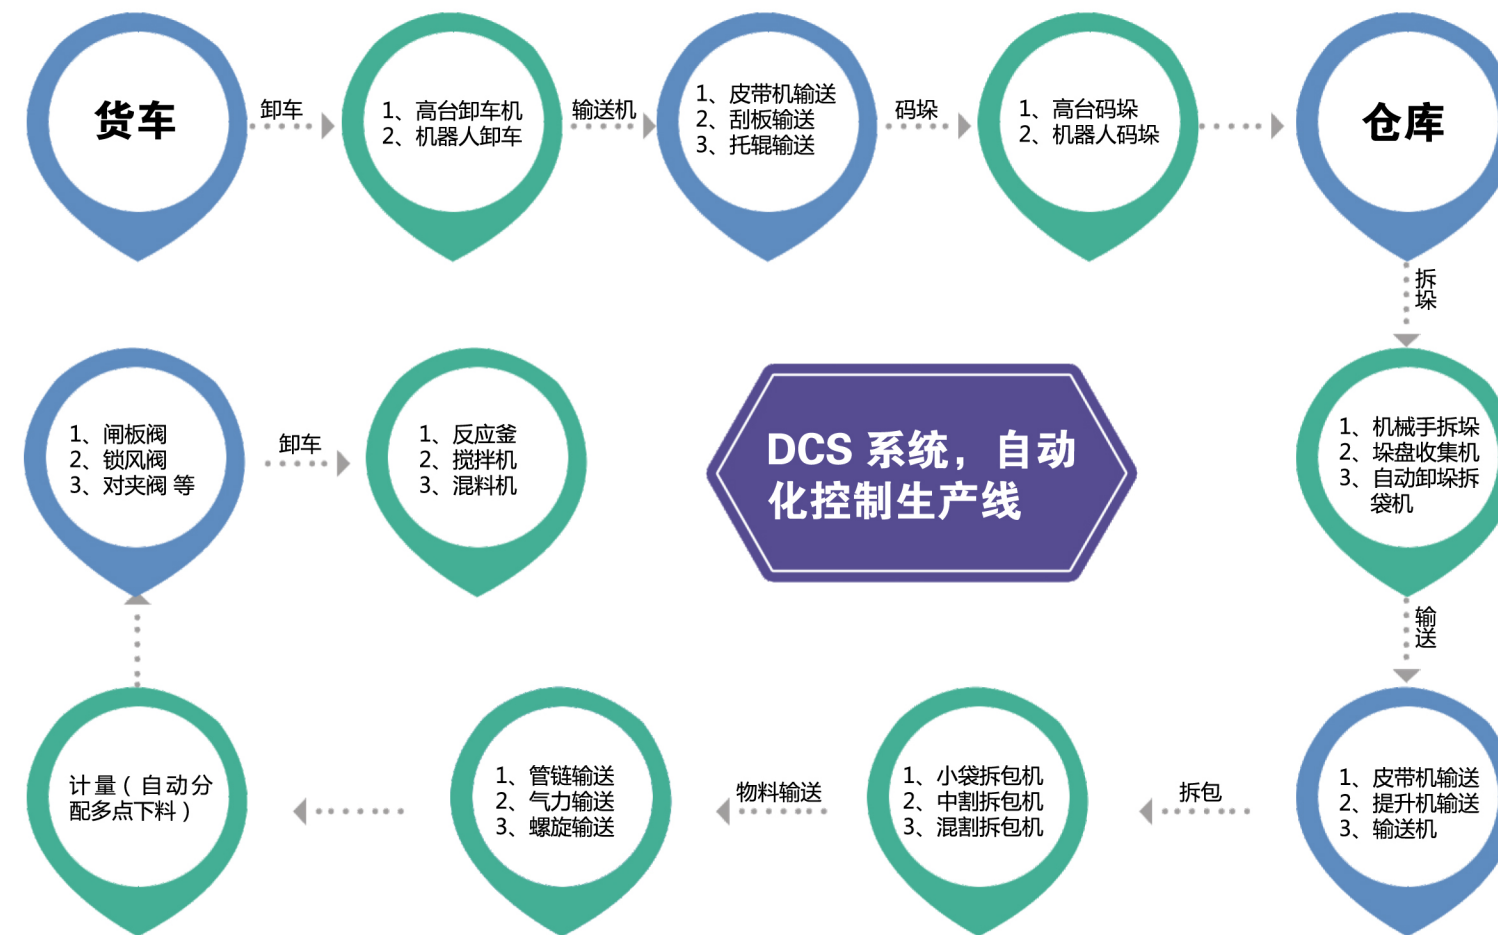 货车
卸车
1、高台卸车机
2、机器人卸车
输送机
1、皮带机输送
2、刮板输送
3、托辊输送
码垛
1、高台码垛
2、机器人码垛
仓库
拆垛
1、机械手拆垛
2、垛盘收集机
3、自动卸垛拆
袋机
输送
1、皮带机输送
2、提升机输送
3、输送机
拆包
1、小袋拆包机
2、中割拆包机
3、混割拆包机
物料输送
1、管链输送
2、气力输送
3、螺旋输送
计量（自动分
配多点下料）
1、闸板阀
2、锁风阀
3、对夹阀 等
卸车
1、反应釜
2、搅拌机
3、混料机
DCS 系统，自动
化控制生产线